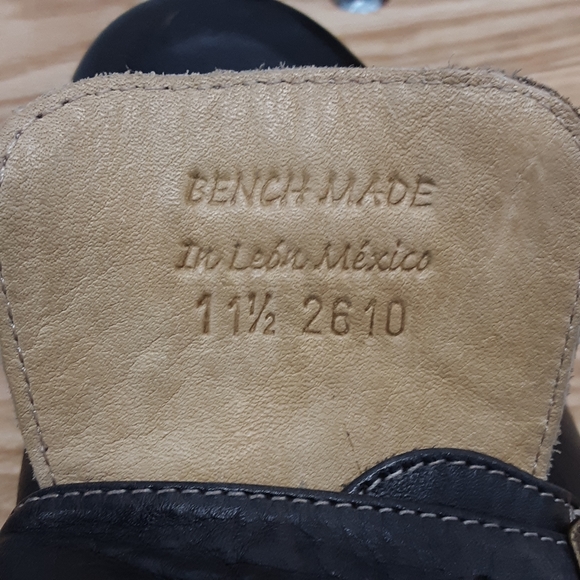 BENCH MADE
In León México
11½ 2610